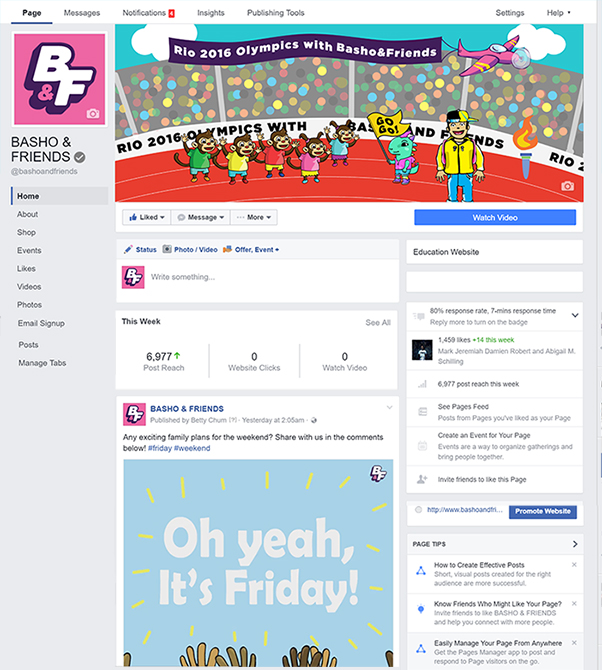 Page Messages Notifications 4 Insights Publishing Tools Settings Help
B
&F
Rio 2016 Olympics with Basho&Friends
GO
GO!
RIO 2016 OLYMPICS WITH BASHO AND FRIENDS RIO 2
BASHO &
FRIENDS
@bashoandfriends
Home
About
Shop
Events
Likes
Videos
Photos
Email Signup
Posts
Manage Tabs
Liked Message More Watch Video
Status Photo / Video Offer, Event +
B
&F
Write something...
This Week See All
6,977 0 0
Post Reach Website Clicks Watch Video
B
&F
BASHO & FRIENDS
Published by Betty Chum [?] · Yesterday at 2:05am ·
Any exciting family plans for the weekend? Share with us in the comments
below! #friday #weekend
B
&F
Oh yeah,
It's Friday!
Education Website
80% response rate, 7-mins response time
Reply more to turn on the badge
1,459 likes +14 this week
Mark Jeremiah Damien Robert and Abigail M.
Schilling
6,977 post reach this week
See Pages Feed
Posts from Pages you've liked as your Page
Create an Event for Your Page
Events are a way to organize gatherings and
bring people together.
Invite friends to like this Page
http://www.bashoandfri... Promote Website
PAGE TIPS
How to Create Effective Posts
Short, visual posts created for the right
audience are more successful.
Know Friends Who Might Like Your Page?
Invite friends to like BASHO & FRIENDS
and help you connect with more people.
Easily Manage Your Page From Anywhere
Get the Pages Manager app to post and
respond to Page visitors on the go.